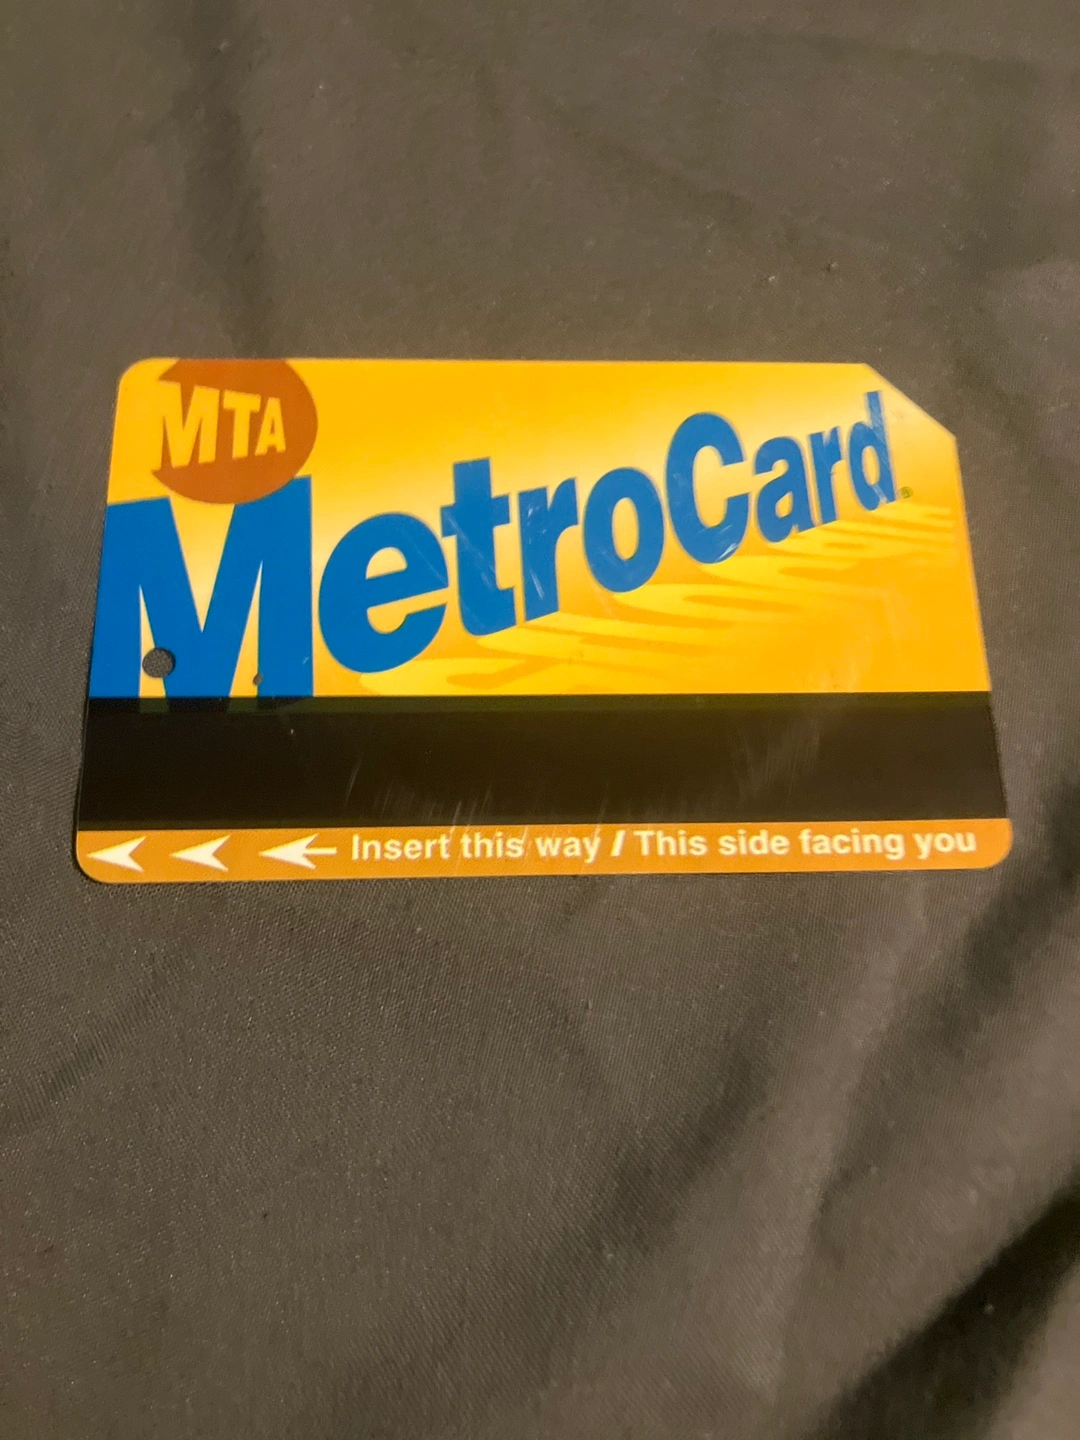 MTA
MetroCard®
Insert this way / This side facing you